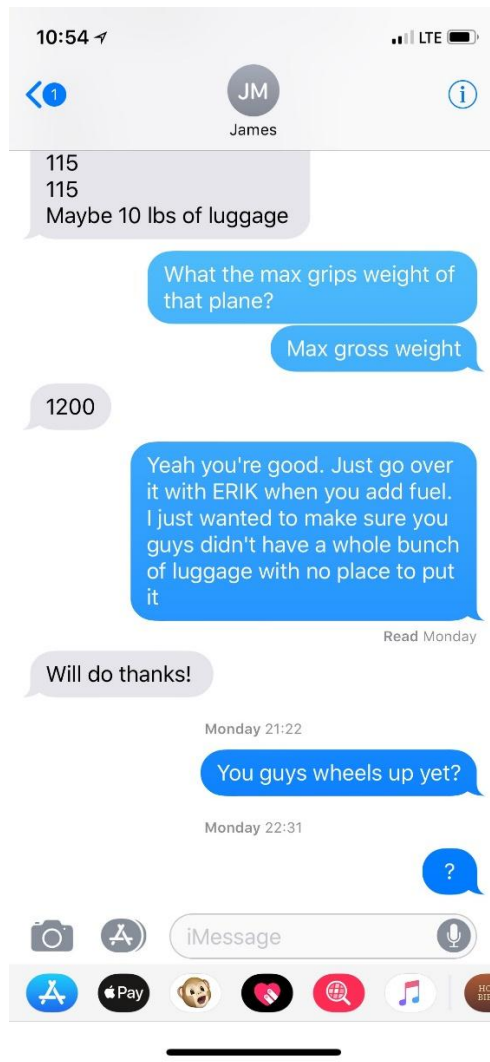 10:54
LTE
1
JM
James
115
115
Maybe 10 lbs of luggage
What the max grips weight of
that plane?
Max gross weight
1200
Yeah you're good. Just go over
it with ERIK when you add fuel.
I just wanted to make sure you
guys didn't have a whole bunch
of luggage with no place to put
it
Read Monday
Will do thanks!
Monday 21:22
You guys wheels up yet?
Monday 22:31
?
iMessage
Pay